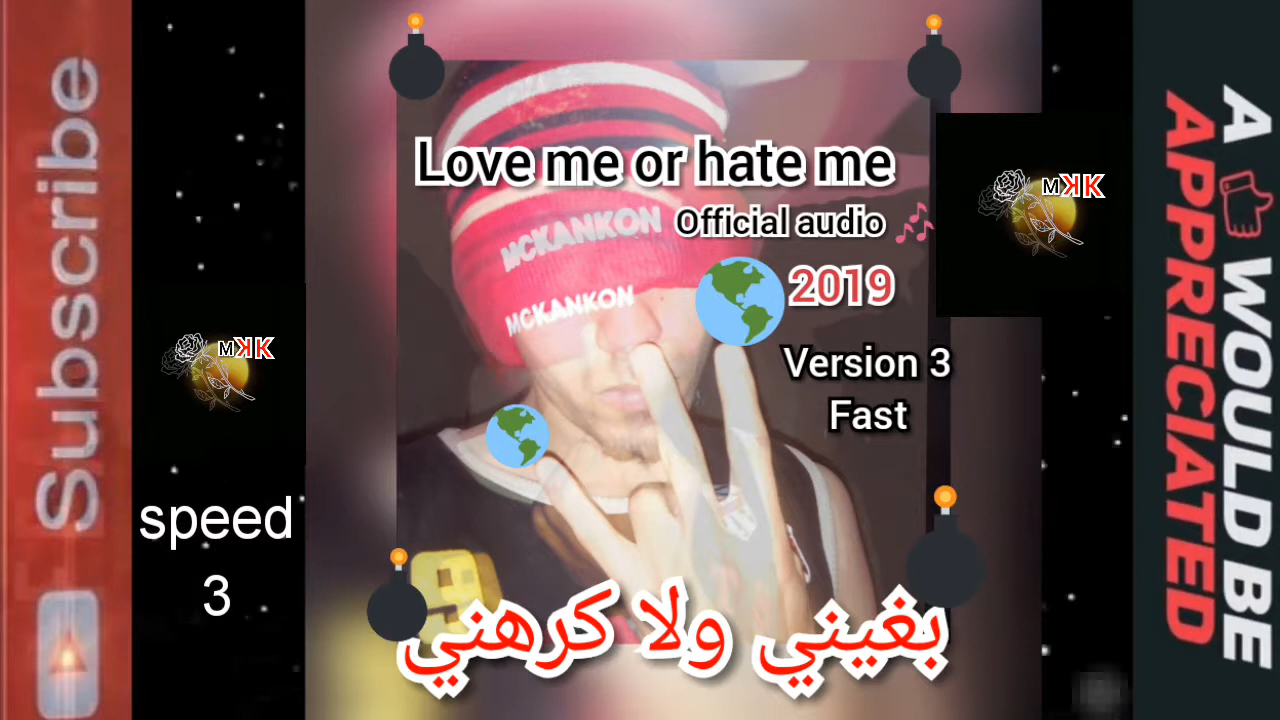 Subscribe
MKK
speed
3
Love me or hate me
Official audio
2019
MCKANKON
MCKANKON
Version 3
Fast
بغيني ولا كرهني
MKK
A WOULD BE
APPRECIATED